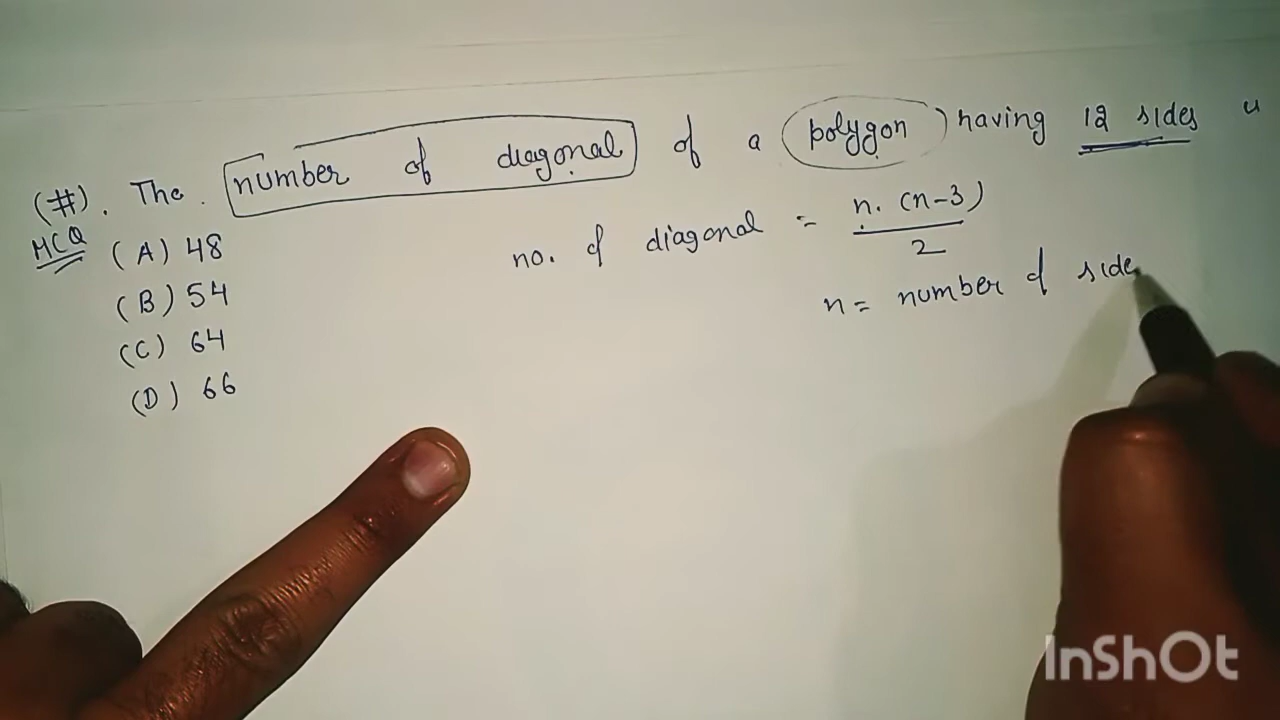 (#). The number of diagonal of a polygon having 12 sides
MCQ
(A) 48
(B) 54
(C) 64
(D) 66
no. of diagonal = n. (n-3) / 2
n = number of side
InShOt